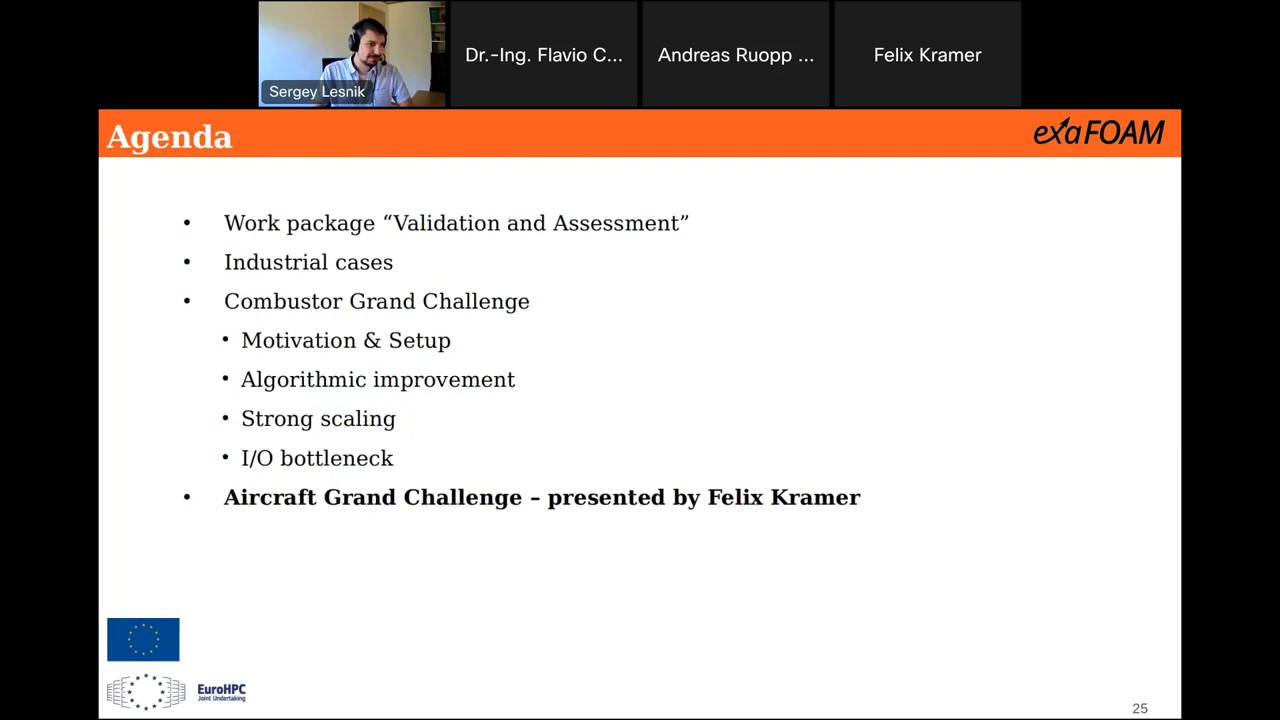 Sergey Lesnik
Dr.-Ing. Flavio C...
Andreas Ruopp ...
Felix Kramer
Agenda
exaFOAM
• Work package “Validation and Assessment”
• Industrial cases
• Combustor Grand Challenge
• Motivation & Setup
• Algorithmic improvement
• Strong scaling
• I/O bottleneck
• Aircraft Grand Challenge – presented by Felix Kramer
EuroHPC
Joint Undertaking
25